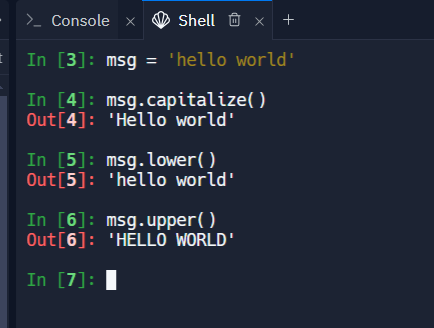 >_ Console × Shell × +
In [3]: msg = 'hello world'
In [4]: msg.capitalize()
Out[4]: 'Hello world'
In [5]: msg.lower()
Out[5]: 'hello world'
In [6]: msg.upper()
Out[6]: 'HELLO WORLD'
In [7]: